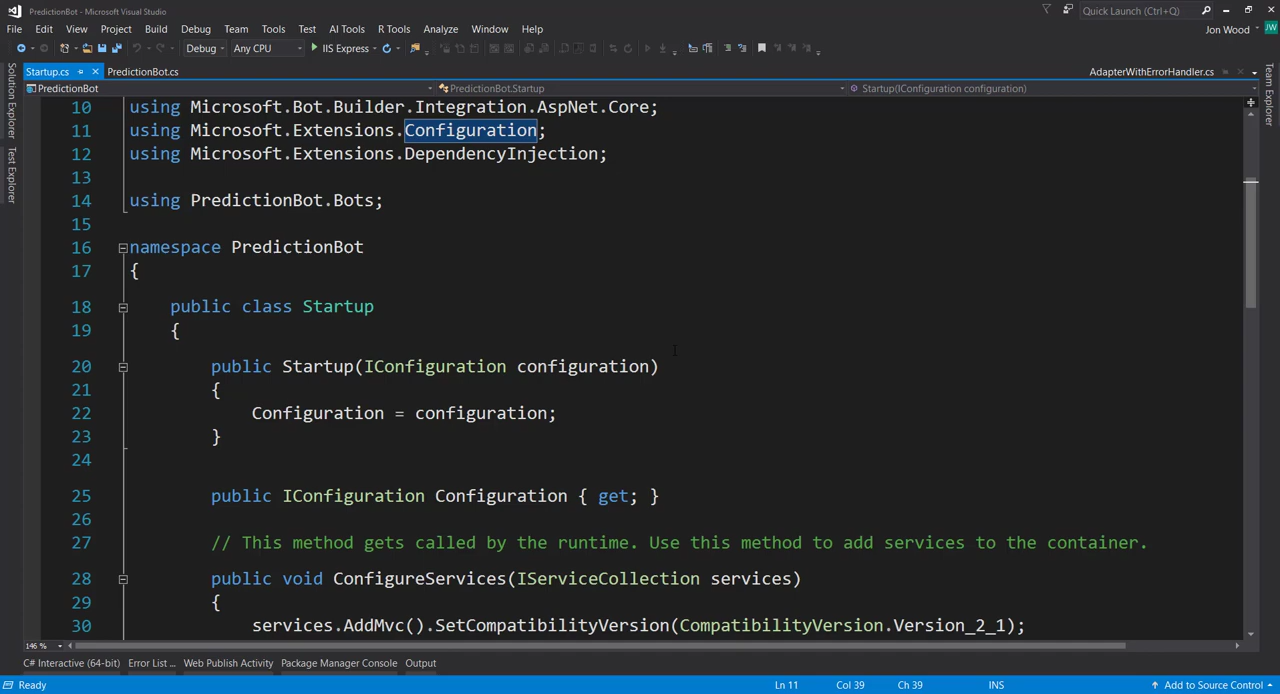 PredictionBot - Microsoft Visual Studio
Quick Launch (Ctrl+Q)
File Edit View Project Build Debug Team Tools Test AI Tools R Tools Analyze Window Help
Jon Wood JW
Debug Any CPU IIS Express
Startup.cs PredictionBot.cs AdapterWithErrorHandler.cs
PredictionBot PredictionBot.Startup Startup(IConfiguration configuration)
Solution Explorer
Test Explorer
Team Explorer
10 using Microsoft.Bot.Builder.Integration.AspNet.Core;
11 using Microsoft.Extensions.Configuration;
12 using Microsoft.Extensions.DependencyInjection;
13
14 using PredictionBot.Bots;
15
16 namespace PredictionBot
17 {
18 public class Startup
19 {
20 public Startup(IConfiguration configuration)
21 {
22 Configuration = configuration;
23 }
24
25 public IConfiguration Configuration { get; }
26
27 // This method gets called by the runtime. Use this method to add services to the container.
28 public void ConfigureServices(IServiceCollection services)
29 {
30 services.AddMvc().SetCompatibilityVersion(CompatibilityVersion.Version_2_1);
146 %
C# Interactive (64-bit) Error List ... Web Publish Activity Package Manager Console Output
Ready Ln 11 Col 39 Ch 39 INS Add to Source Control